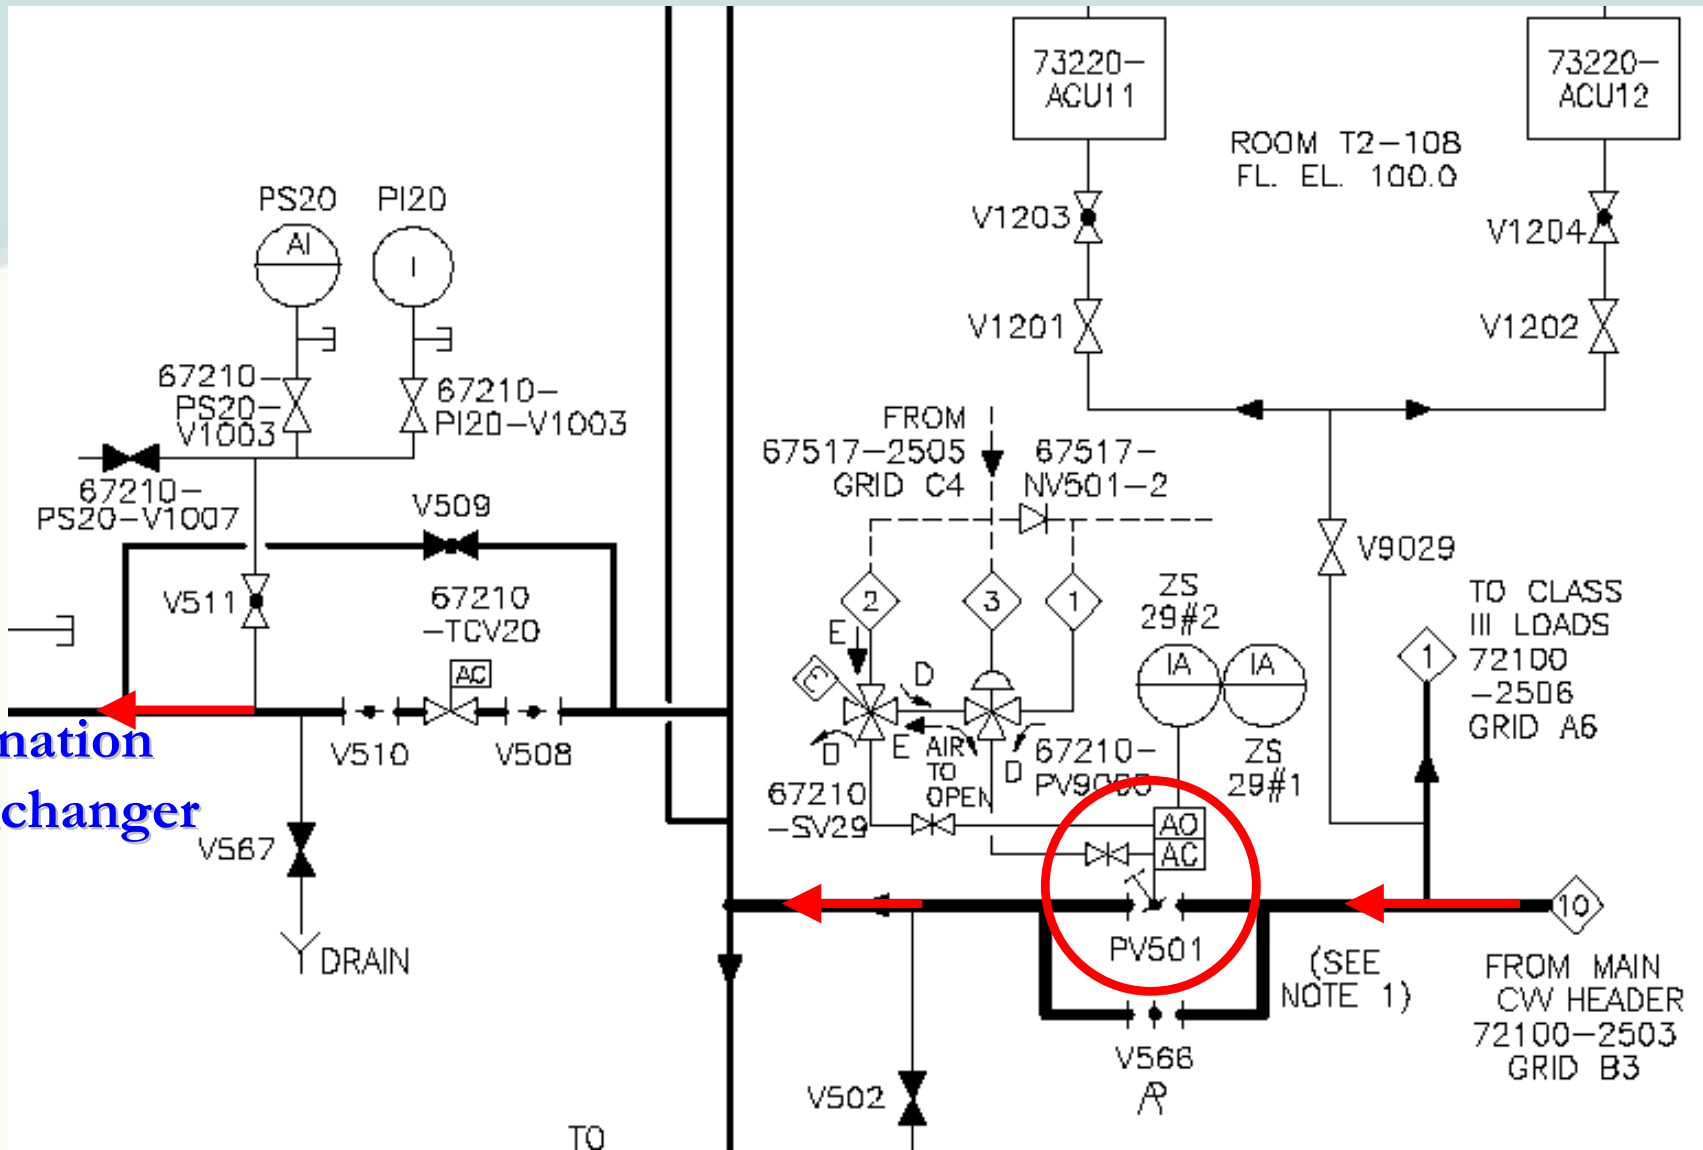 73220-
ACU11
73220-
ACU12
ROOM T2-108
FL. EL. 100.0
PS20
PI20
AI
I
V1203
V1204
V1201
V1202
67210-
PS20-
V1003
67210-
PI20-V1003
FROM
67517-2505
GRID C4
67517-
NV501-2
67210-
PS20-V1007
V509
V9029
V511
67210
-TCV20
AC
2
3
1
E
D
3
D
E
AIR
TO
OPEN
D
ZS
29#2
IA
IA
ZS
29#1
TO CLASS
III LOADS
72100
-2506
GRID A6
1
V510
V508
nation
changer
67210-
67210
-SV29
AO
AC
V567
DRAIN
PV501
(SEE
NOTE 1)
10
FROM MAIN
CW HEADER
72100-2503
GRID B3
V566
V502
TO